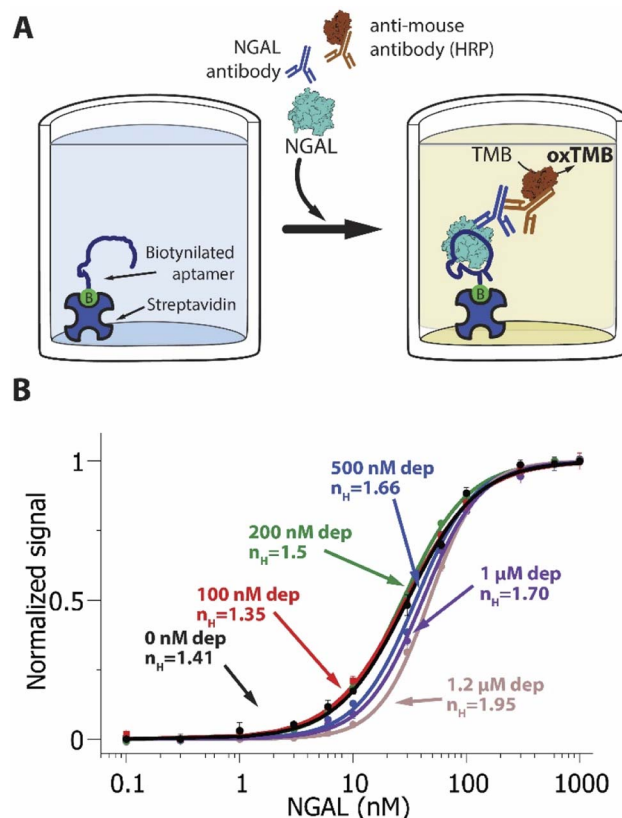 A
NGAL
antibody
anti-mouse
antibody (HRP)
NGAL
TMB
oxTMB
Biotynilated
aptamer
B
Streptavidin
B
B
Normalized signal
1
0.5
0
500 nM dep
nH=1.66
200 nM dep
nH=1.5
100 nM dep
nH=1.35
0 nM dep
nH=1.41
1 µM dep
nH=1.70
1.2 µM dep
nH=1.95
0.1
1
10
100
1000
NGAL (nM)